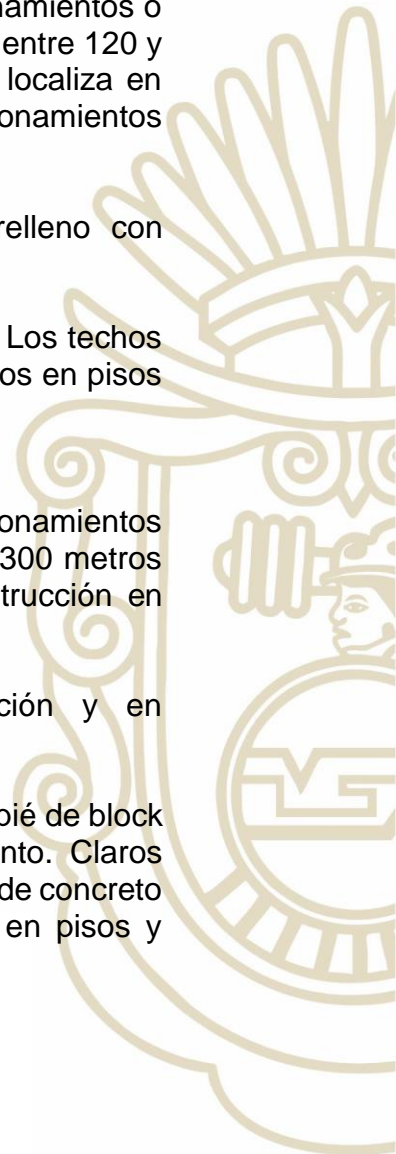 namientos o
entre 120 y
localiza en
onamientos
relleno con
Los techos
os en pisos
onamientos
300 metros
trucción en
ción y en
pié de block
nto. Claros
de concreto
en pisos y